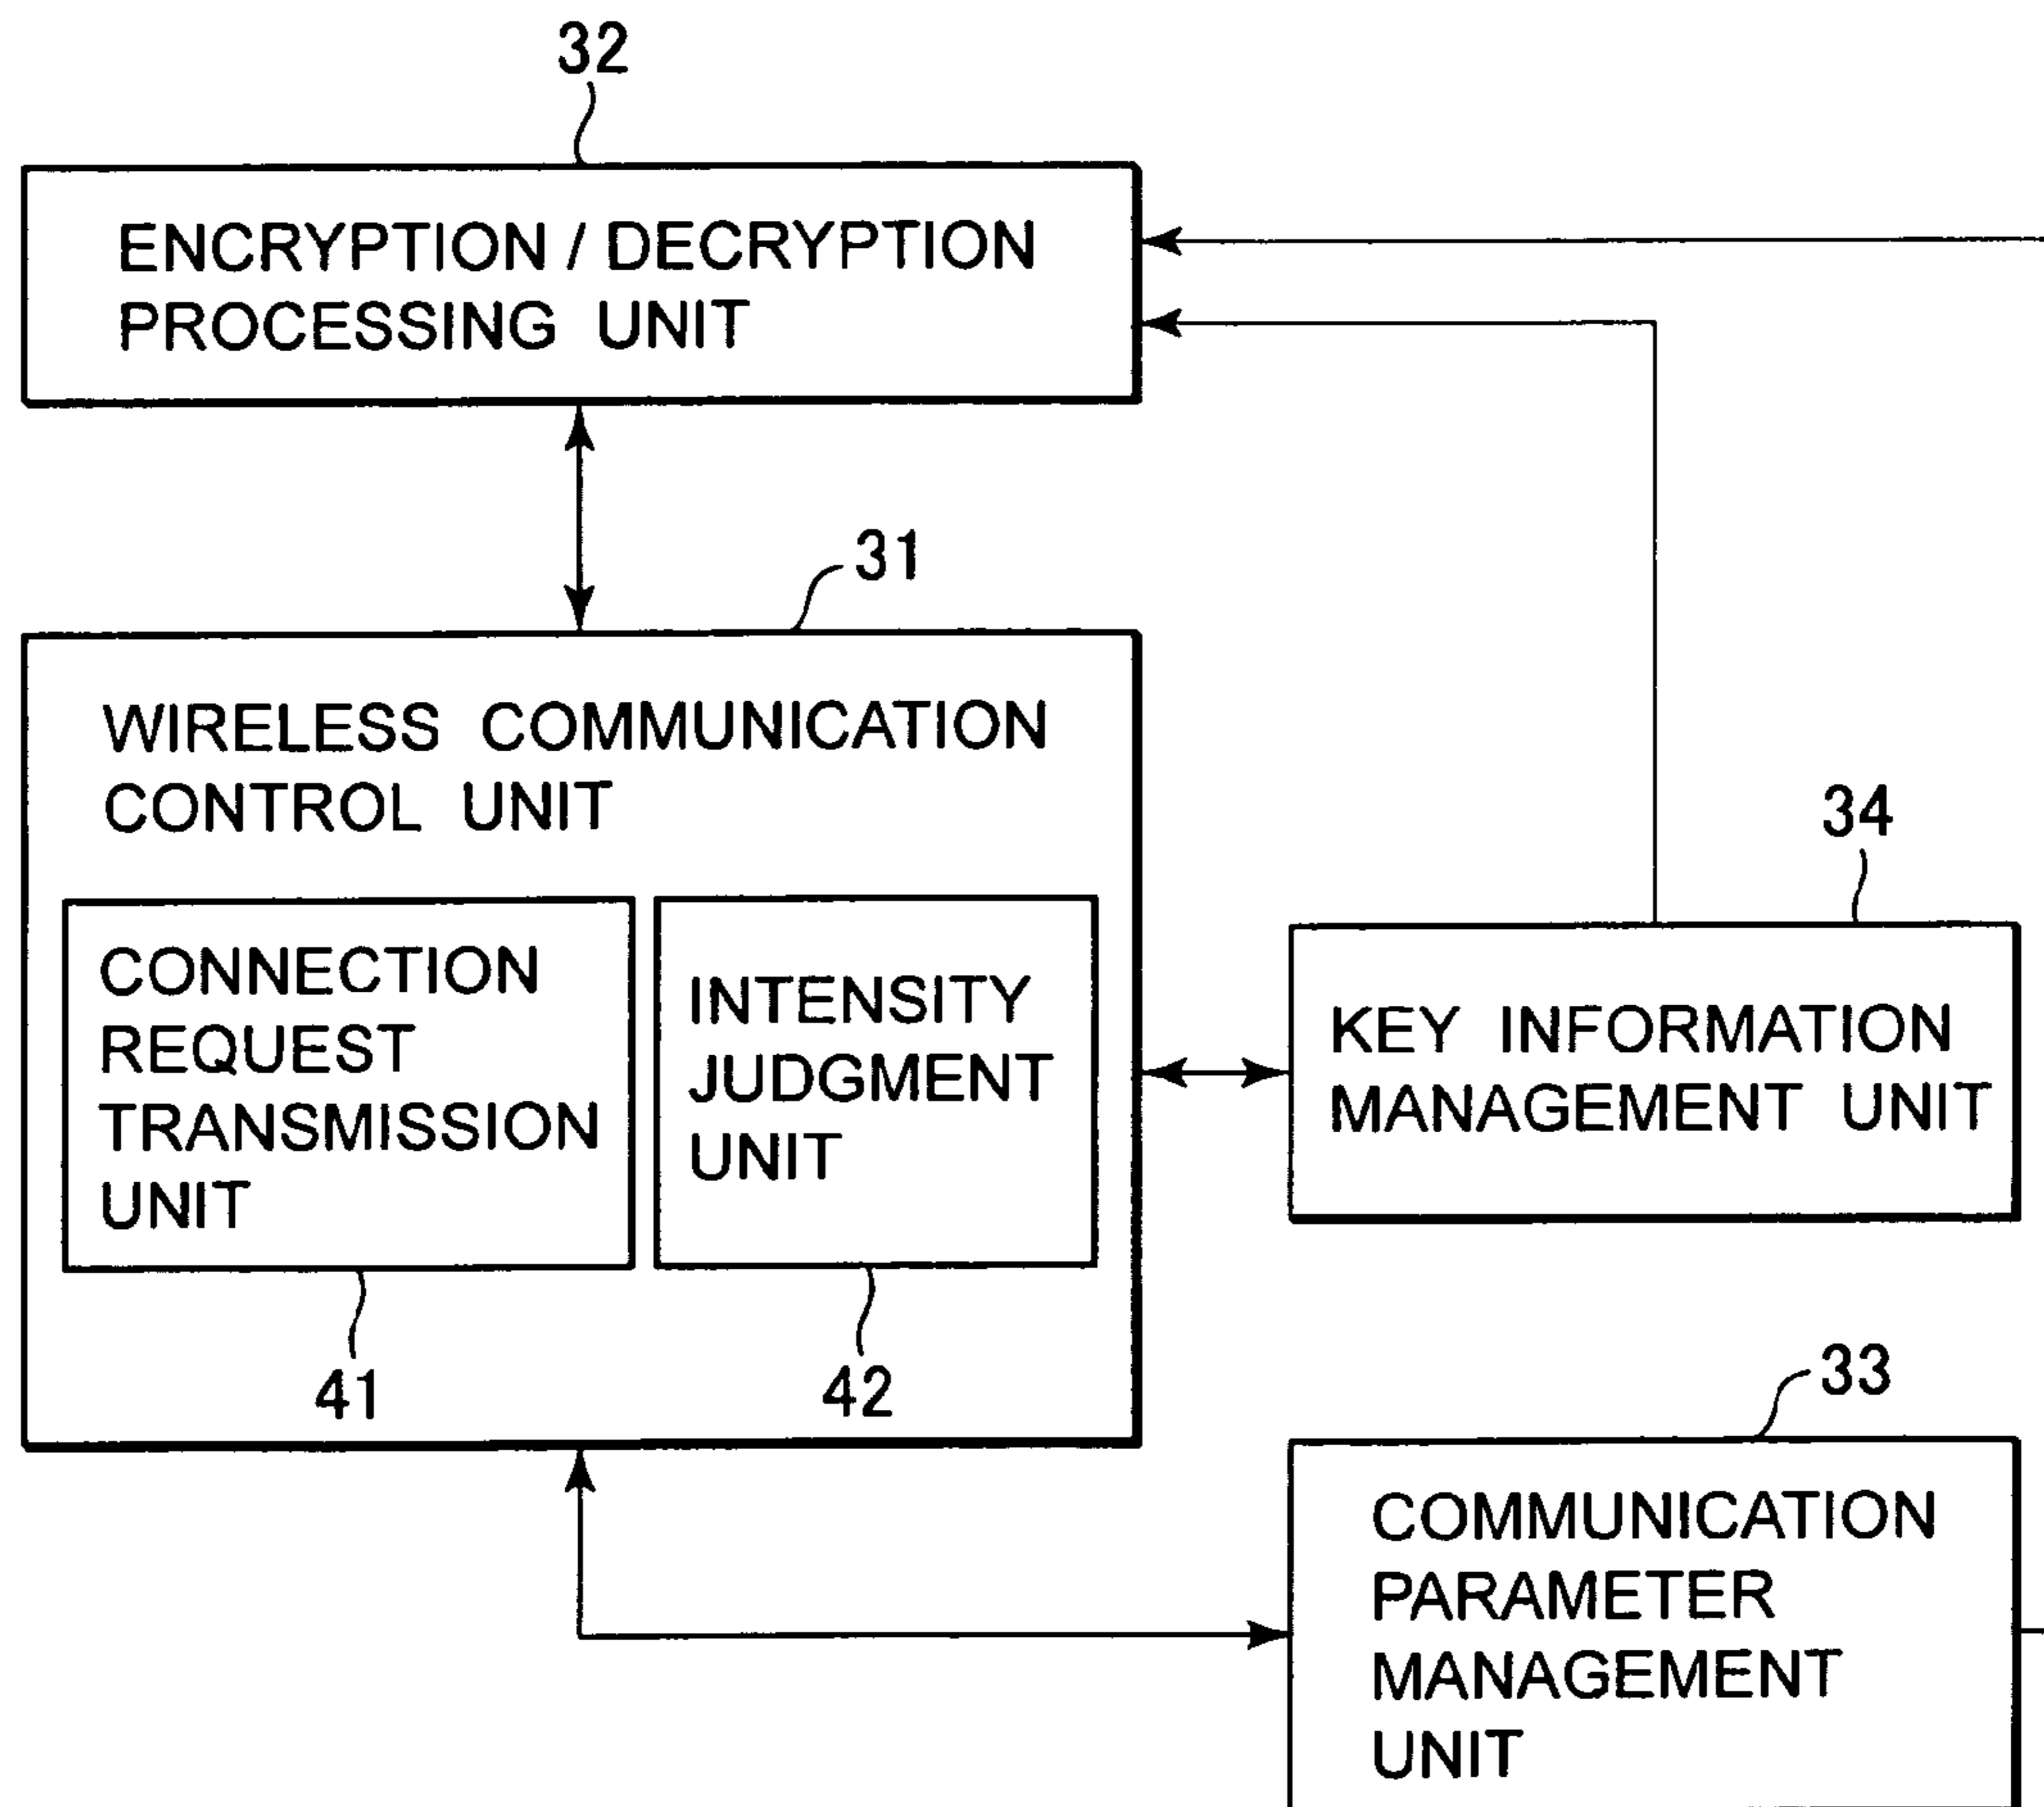 32
ENCRYPTION / DECRYPTION
PROCESSING UNIT
31
WIRELESS COMMUNICATION
CONTROL UNIT
CONNECTION
REQUEST
TRANSMISSION
UNIT
INTENSITY
JUDGMENT
UNIT
41
42
34
KEY INFORMATION
MANAGEMENT UNIT
33
COMMUNICATION
PARAMETER
MANAGEMENT
UNIT